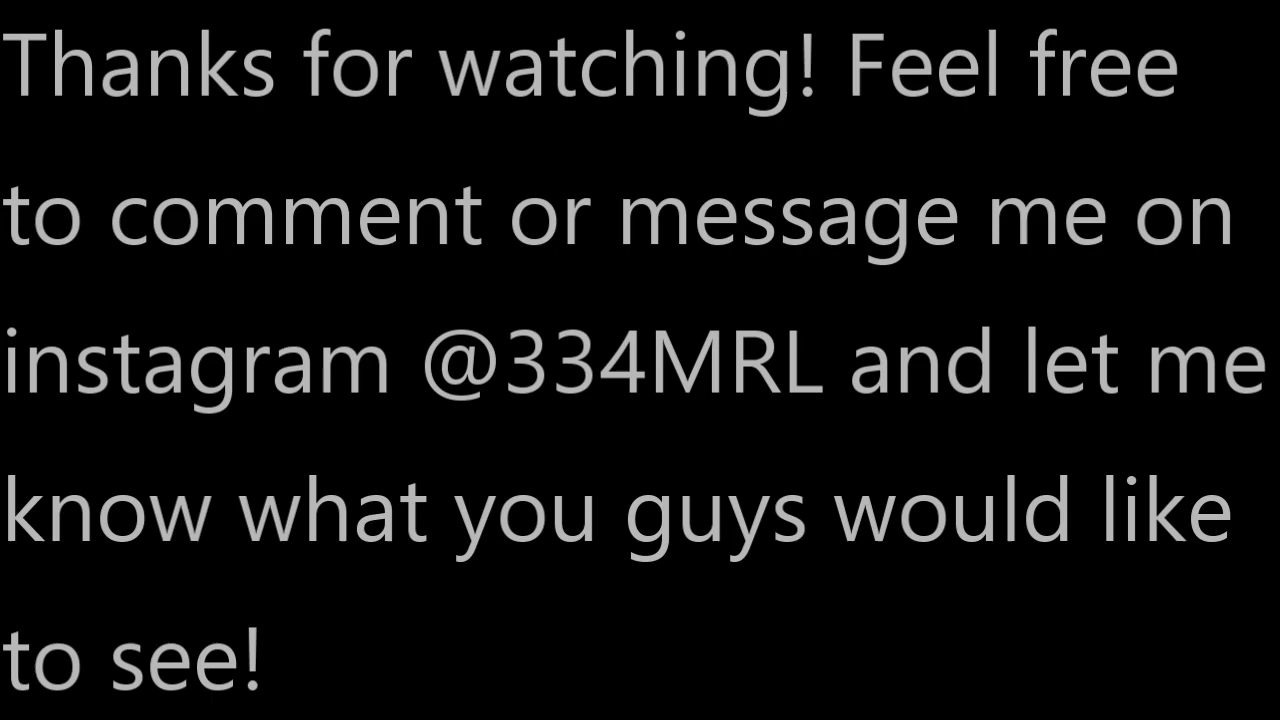 Thanks for watching! Feel free
to comment or message me on
instagram @334MRL and let me
know what you guys would like
to see!